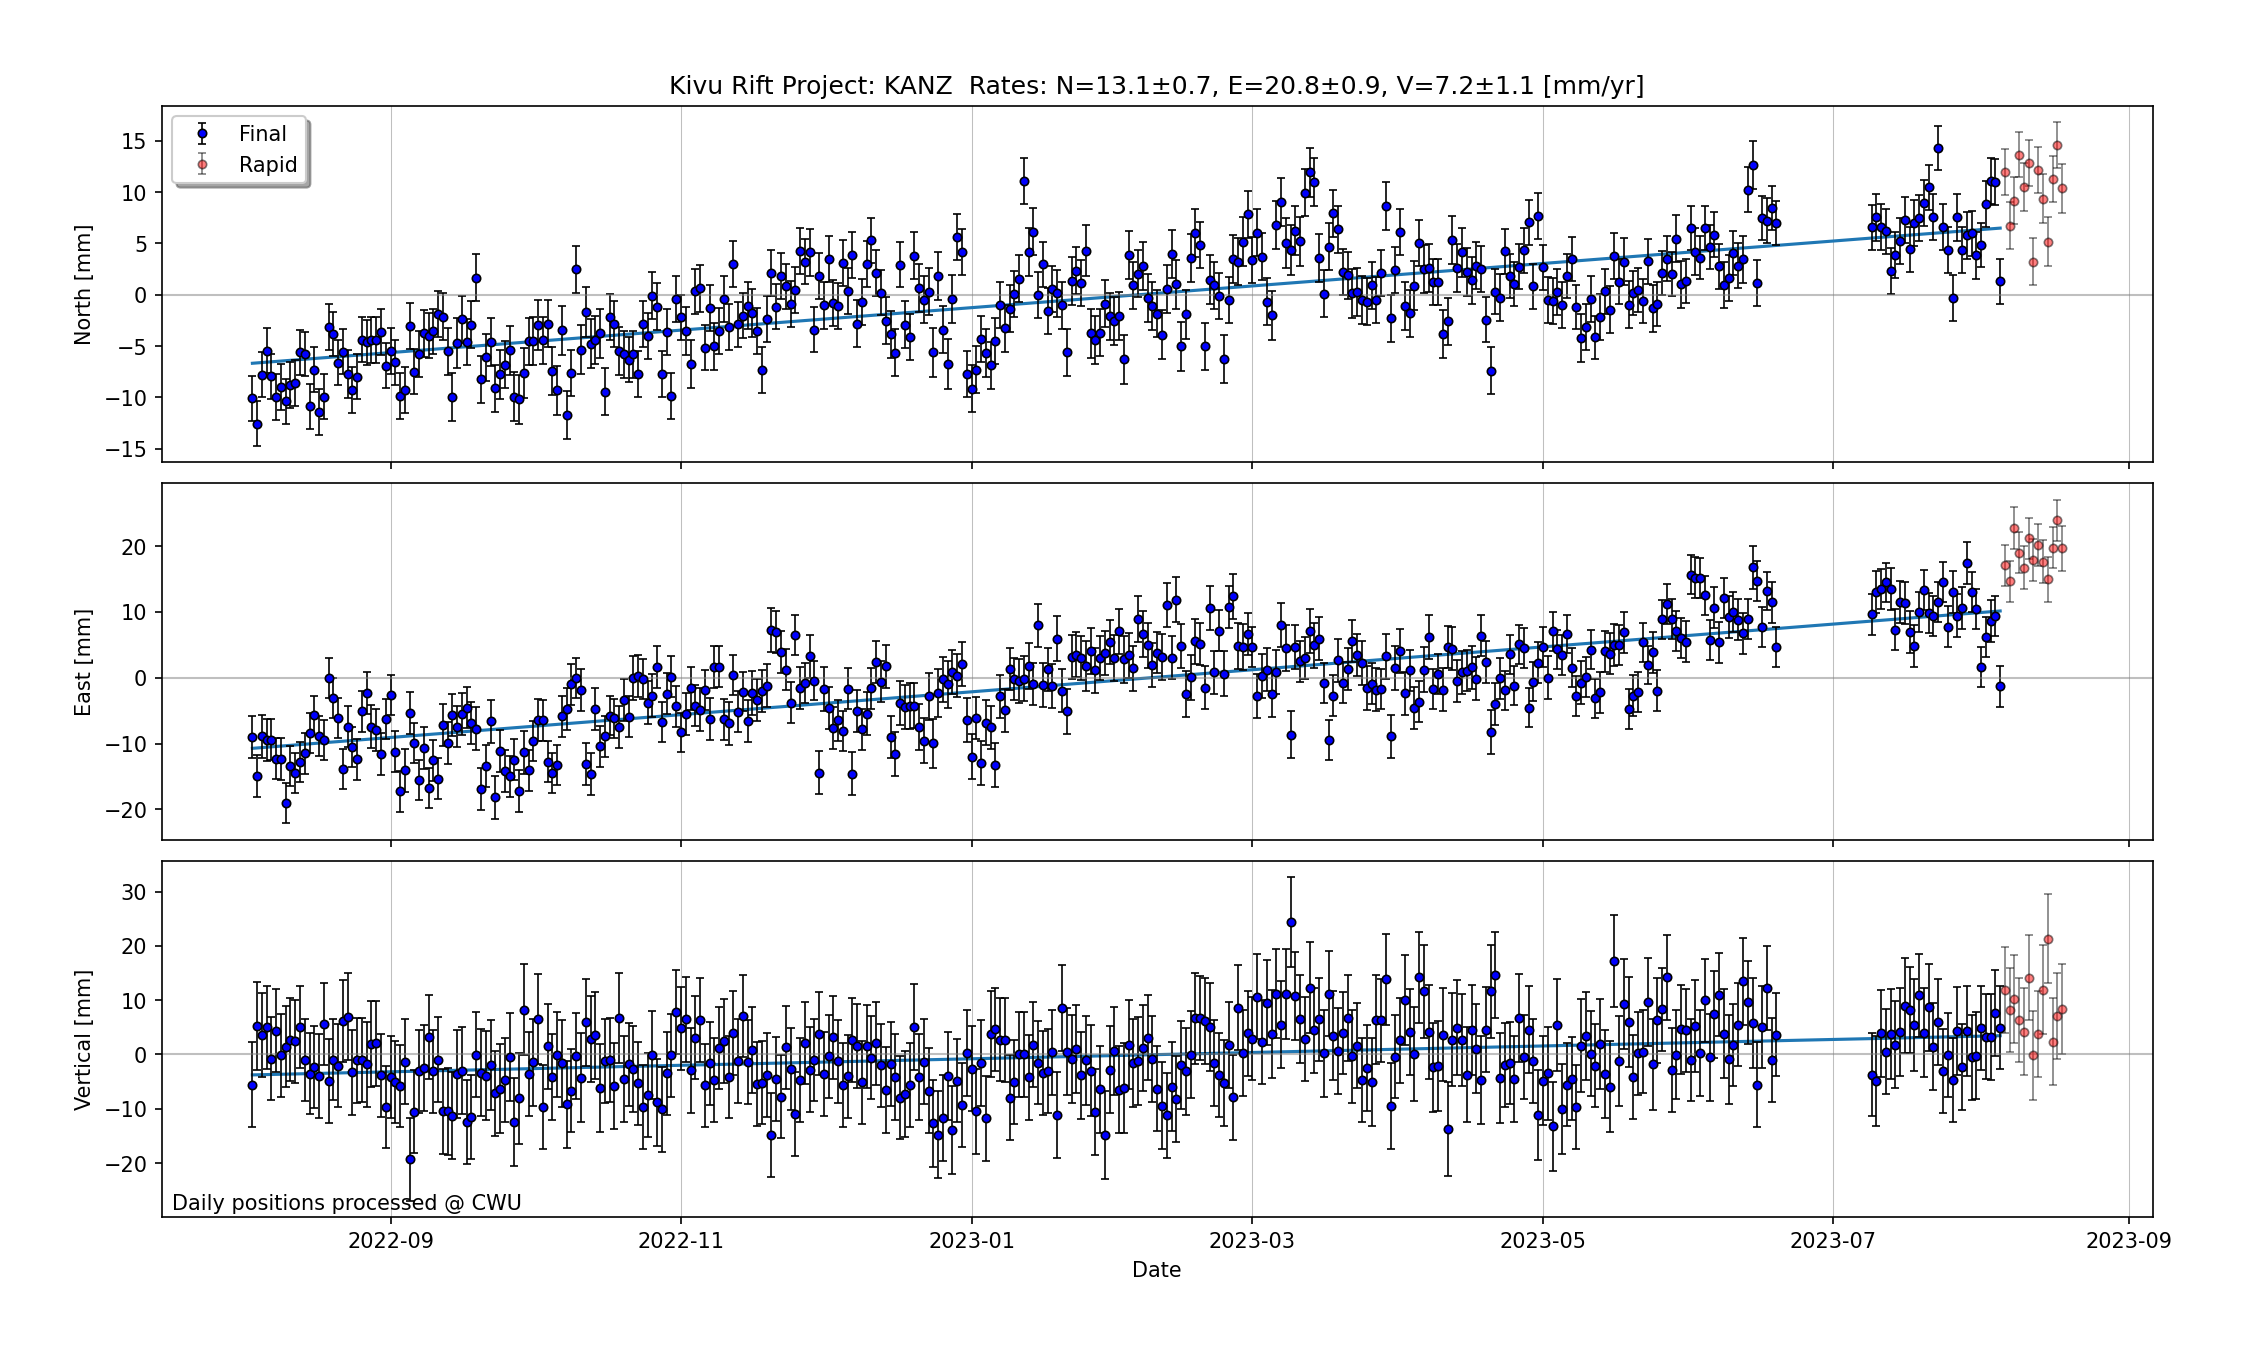 Kivu Rift Project: KANZ  Rates: N=13.1±0.7, E=20.8±0.9, V=7.2±1.1 [mm/yr]
Final
Rapid
North [mm]
15
10
5
0
−5
−10
−15
East [mm]
20
10
0
−10
−20
Vertical [mm]
30
20
10
0
−10
−20
Daily positions processed @ CWU
2022-09 2022-11 2023-01 2023-03 2023-05 2023-07 2023-09
Date